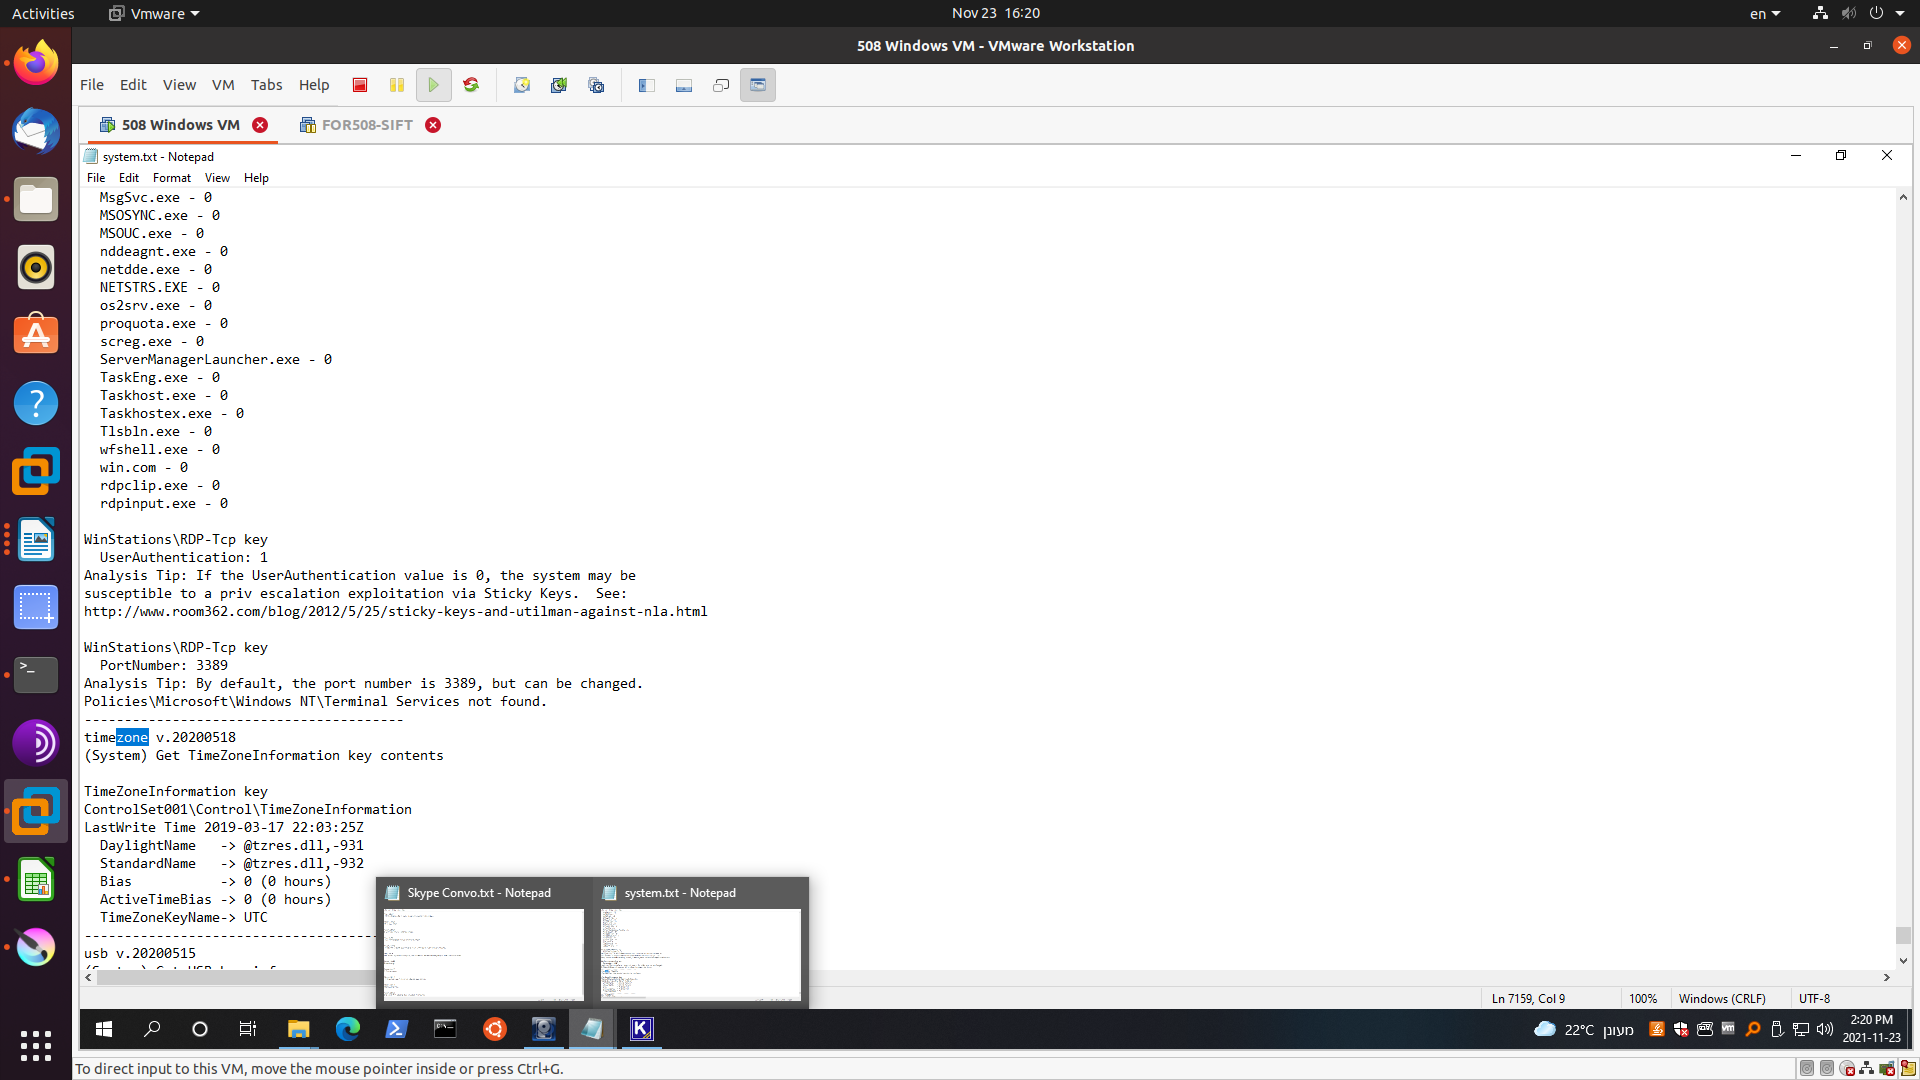 Activities
Vmware
Nov 23 16:20
en
508 Windows VM - VMware Workstation
File Edit View VM Tabs Help
508 Windows VM
FOR508-SIFT
system.txt - Notepad
File Edit Format View Help
MsgSvc.exe - 0
MSOSYNC.exe - 0
MSOUC.exe - 0
nddeagnt.exe - 0
netdde.exe - 0
NETSTRS.EXE - 0
os2srv.exe - 0
proquota.exe - 0
screg.exe - 0
ServerManagerLauncher.exe - 0
TaskEng.exe - 0
Taskhost.exe - 0
Taskhostex.exe - 0
Tlsbln.exe - 0
wfshell.exe - 0
win.com - 0
rdpclip.exe - 0
rdpinput.exe - 0
WinStations\RDP-Tcp key
UserAuthentication: 1
Analysis Tip: If the UserAuthentication value is 0, the system may be
susceptible to a priv escalation exploitation via Sticky Keys.  See:
http://www.room362.com/blog/2012/5/25/sticky-keys-and-utilman-against-nla.html
WinStations\RDP-Tcp key
PortNumber: 3389
Analysis Tip: By default, the port number is 3389, but can be changed.
Policies\Microsoft\Windows NT\Terminal Services not found.
----------------------------------------
timezone v.20200518
(System) Get TimeZoneInformation key contents
TimeZoneInformation key
ControlSet001\Control\TimeZoneInformation
LastWrite Time 2019-03-17 22:03:25Z
DaylightName   -> @tzres.dll,-931
StandardName   -> @tzres.dll,-932
Bias           -> 0 (0 hours)
ActiveTimeBias -> 0 (0 hours)
TimeZoneKeyName-> UTC
usb v.20200515
Skype Convo.txt - Notepad
system.txt - Notepad
Ln 7159, Col 9
100%
Windows (CRLF)
UTF-8
22°C מעונן
2:20 PM
2021-11-23
To direct input to this VM, move the mouse pointer inside or press Ctrl+G.